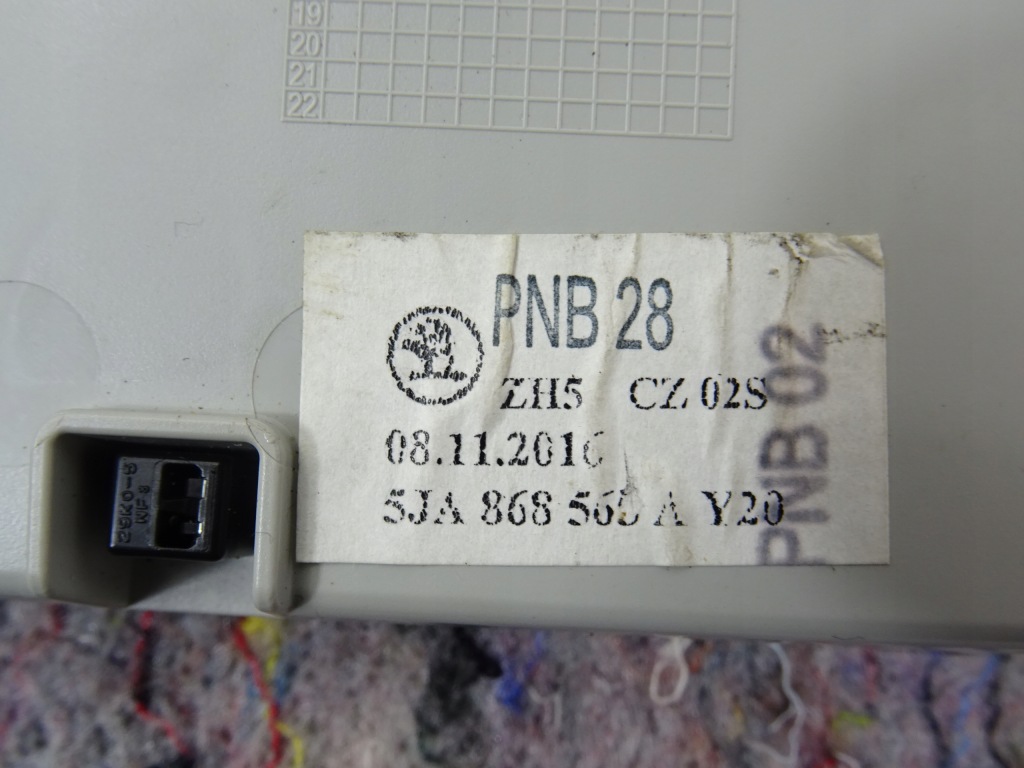 19
20
21
22
PNB 28
ZH5 CZ 02S
08.11.2016
5JA 868 A Y20
PNB 02